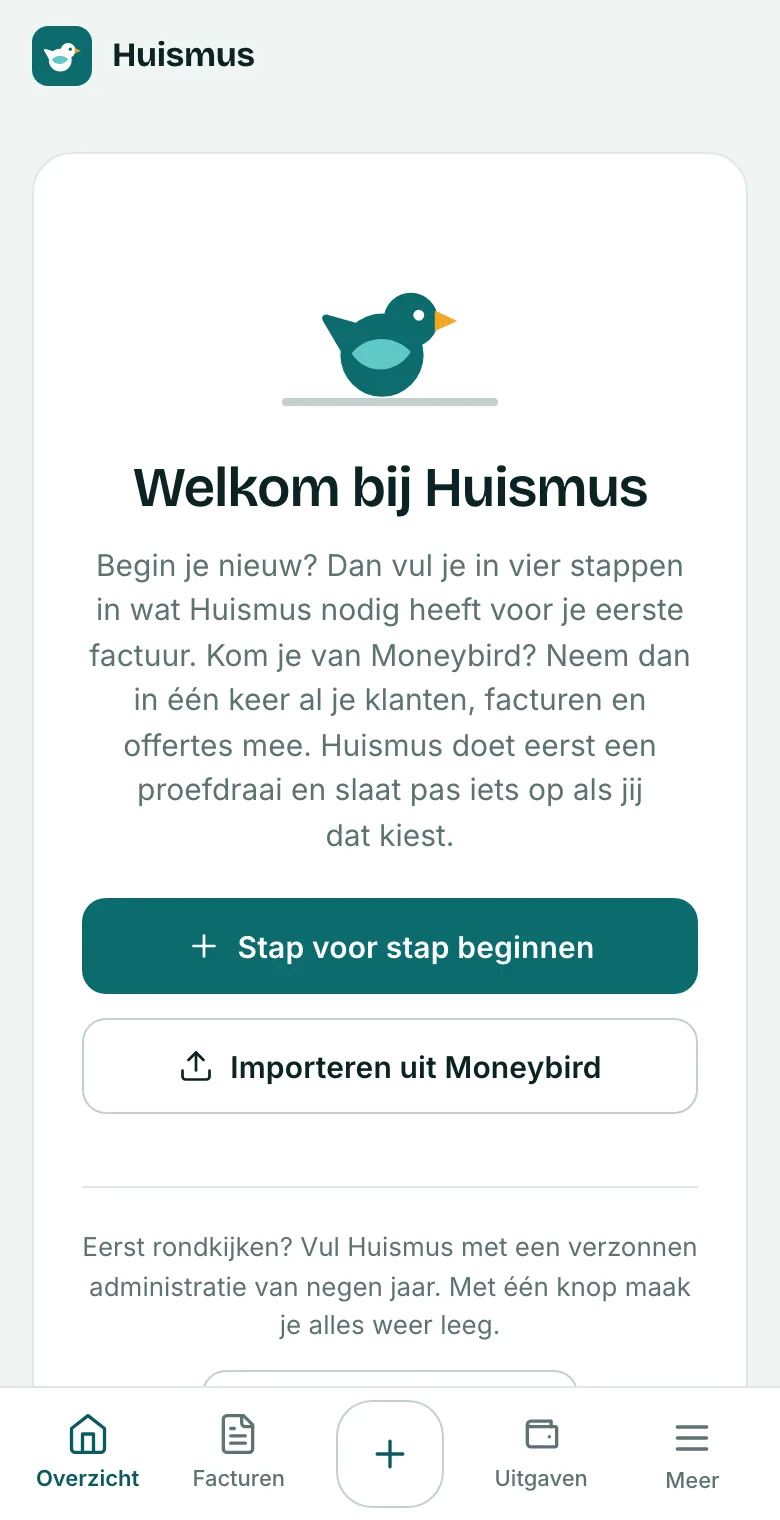 Huismus
Welkom bij Huismus
Begin je nieuw? Dan vul je in vier stappen
in wat Huismus nodig heeft voor je eerste
factuur. Kom je van Moneybird? Neem dan
in één keer al je klanten, facturen en
offertes mee. Huismus doet eerst een
proefdraai en slaat pas iets op als jij
dat kiest.
Stap voor stap beginnen
Importeren uit Moneybird
Eerst rondkijken? Vul Huismus met een verzonnen
administratie van negen jaar. Met één knop maak
je alles weer leeg.
Overzicht
Facturen
Uitgaven
Meer